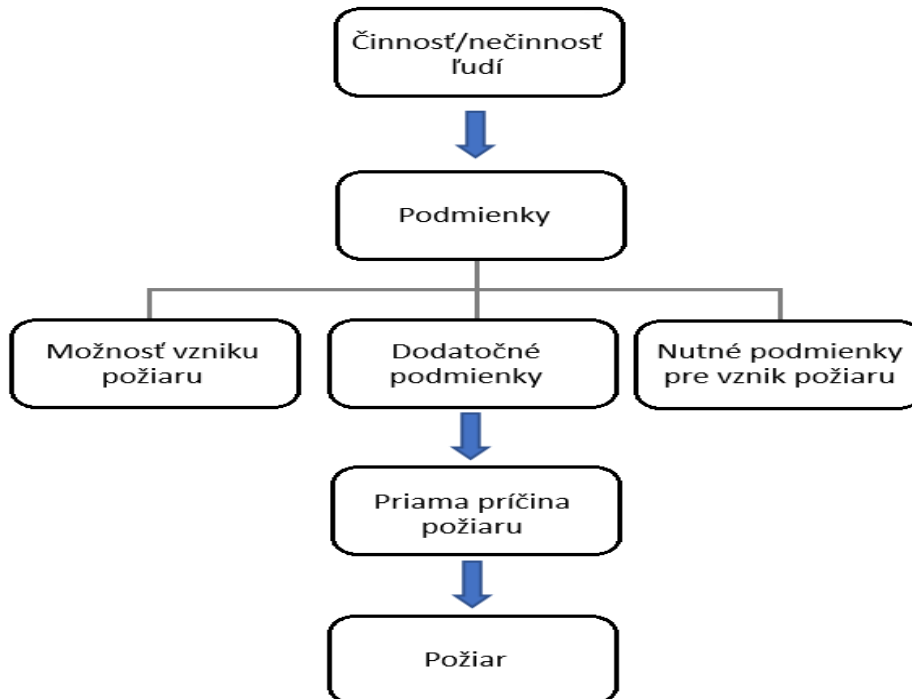 Činnosť/nečinnosť
ľudí
Podmienky
Možnosť vzniku
požiaru
Dodatočné
podmienky
Nutné podmienky
pre vznik požiaru
Priama príčina
požiaru
Požiar